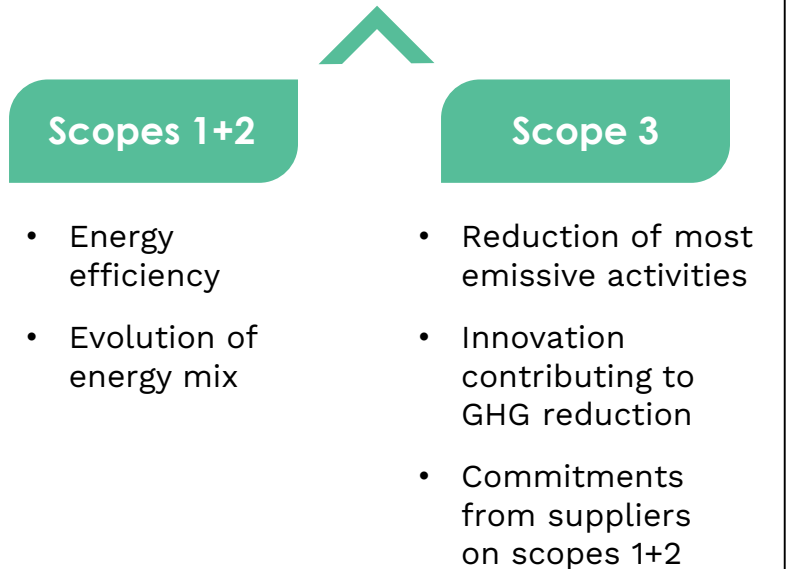 Scopes 1+2
• Energy
efficiency
• Evolution of
energy mix
Scope 3
• Reduction of most
emissive activities
• Innovation
contributing to
GHG reduction
• Commitments
from suppliers
on scopes 1+2